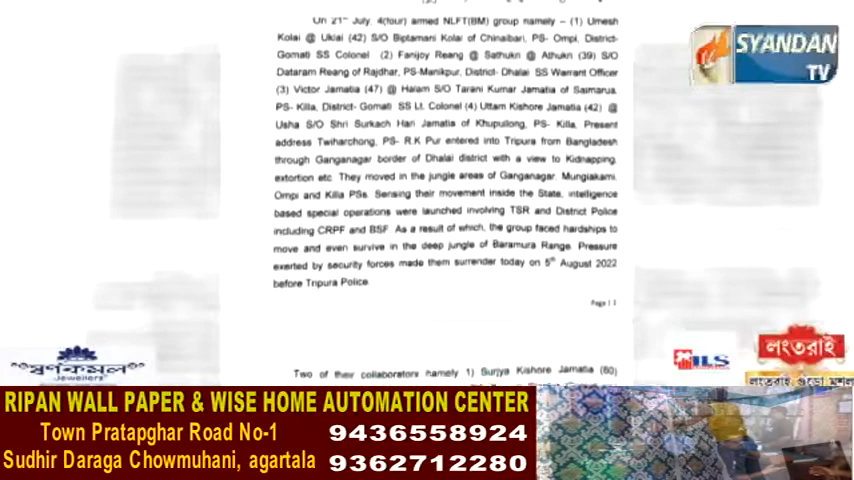 On 21st July, 4(four) armed NLFT(BM) group namely – (1) Umesh
Kolai @ Uklai (42) S/O Biptamani Kolai of Chinaibari, PS- Ompi, District-
Gomati SS Colonel (2) Fanijoy Reang @ Sathukri @ Athukri (39) S/O
Dataram Reang of Rajdhar, PS-Manikpur, District- Dhalai SS Warrant Officer
(3) Victor Jamatia (47) @ Halam S/O Tarani Kumar Jamatia of Saimarua,
PS- Killa, District- Gomati SS Lt. Colonel (4) Uttam Kishore Jamatia (42) @
Usha S/O Shri Surkach Hari Jamatia of Khupuilong, PS- Killa, Present
address Twiharchong, PS- R.K Pur entered into Tripura from Bangladesh
through Ganganagar border of Dhalai district with a view to Kidnapping,
extortion etc. They moved in the jungle areas of Ganganagar, Mungiakami,
Ompi and Killa PSs. Sensing their movement inside the State, intelligence
based special operations were launched involving TSR and District Police
including CRPF and BSF. As a result of which, the group faced hardships to
move and even survive in the deep jungle of Baramura Range. Pressure
exerted by security forces made them surrender today on 5th August 2022
before Tripura Police.
Page | 1
Two of their collaborators namely 1) Surjya Kishore Jamatia (60)
SYANDAN
TV
স্বর্ণকমল
Jewellers
ILS
লংতরাই
লংতরাই গুঁড়ো মশলা
RIPAN WALL PAPER & WISE HOME AUTOMATION CENTER
Town Pratapghar Road No-1 9436558924
Sudhir Daraga Chowmuhani, agartala 9362712280